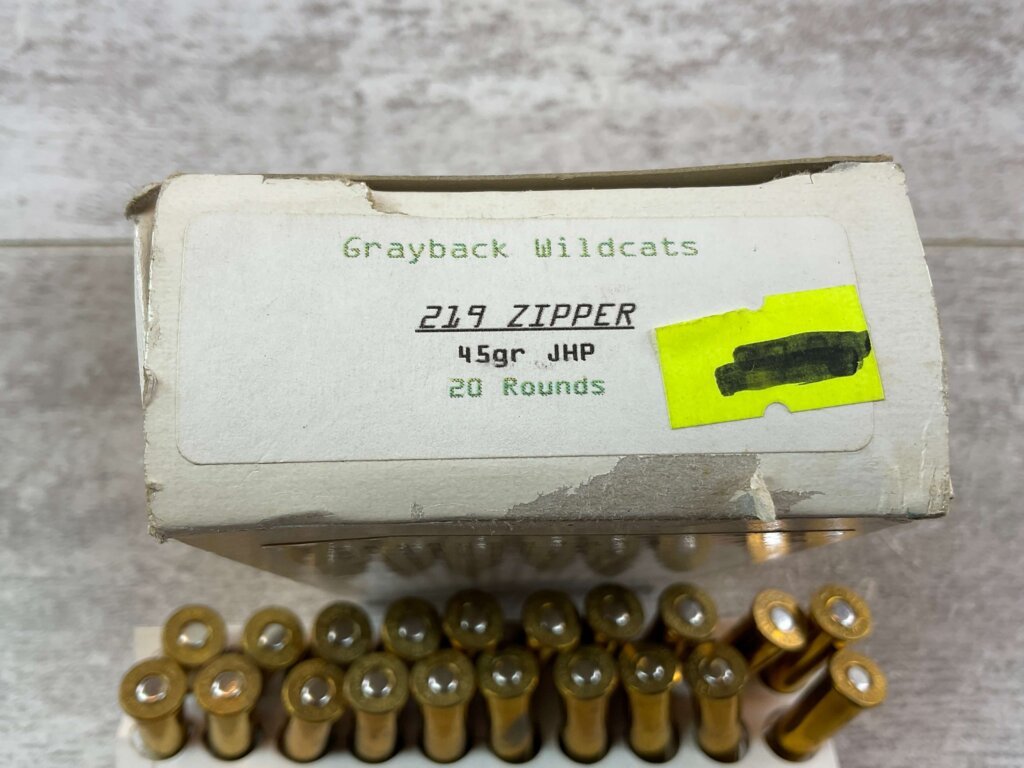 Grayback Wildcats
219 ZIPPER
45gr JHP
20 Rounds